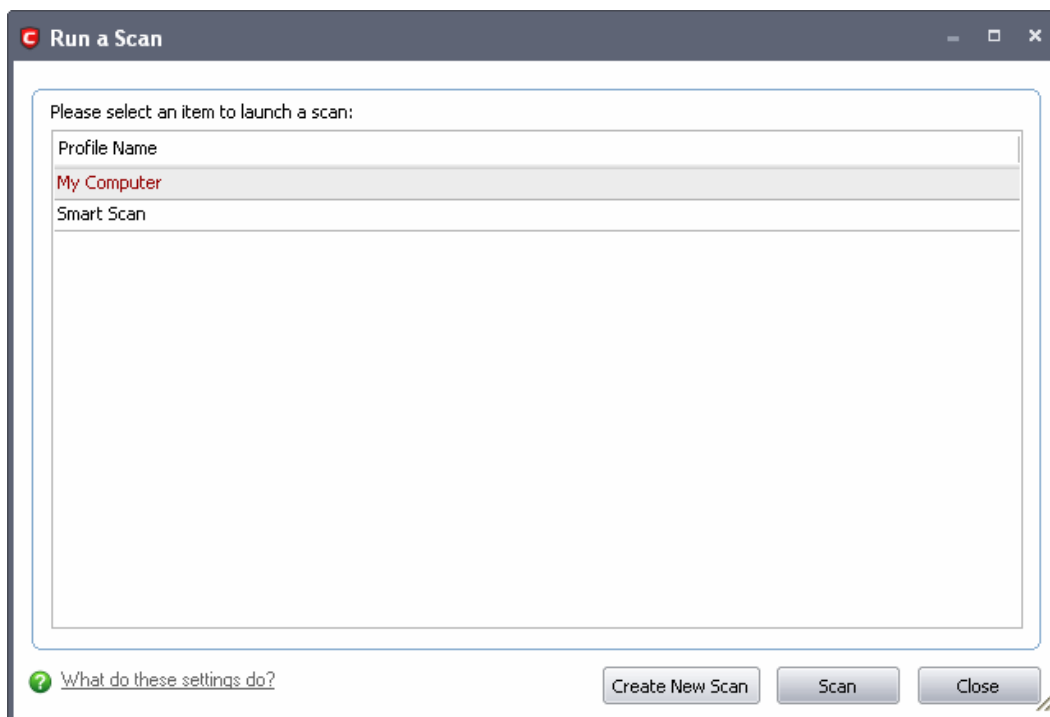 Run a Scan
Please select an item to launch a scan:
Profile Name
My Computer
Smart Scan
What do these settings do?
Create New Scan
Scan
Close